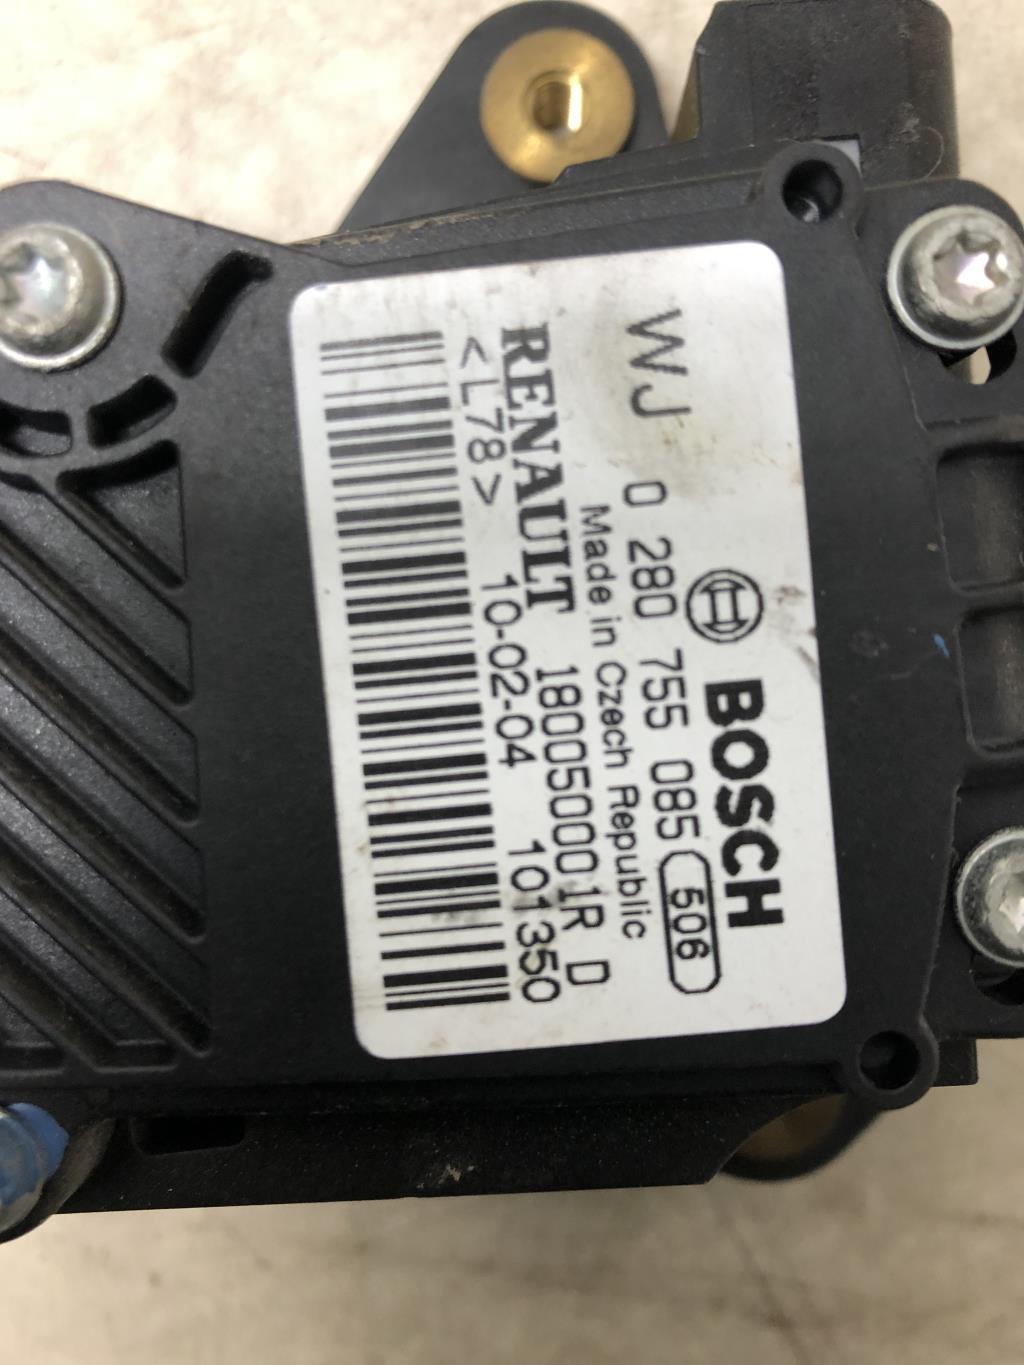 BOSCH
WJ 0 280 755 085 506
Made in Czech Republic
RENAULT 180050001R D
<L78> 10-02-04 101350